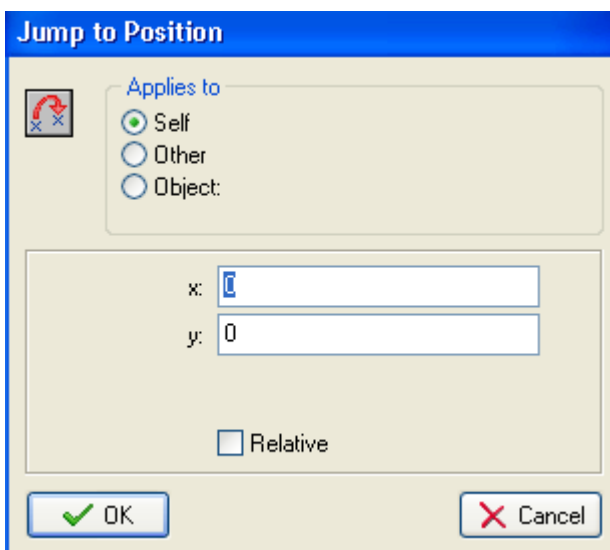 Jump to Position
Applies to
Self
Other
Object:
x: 0
y: 0
Relative
OK Cancel